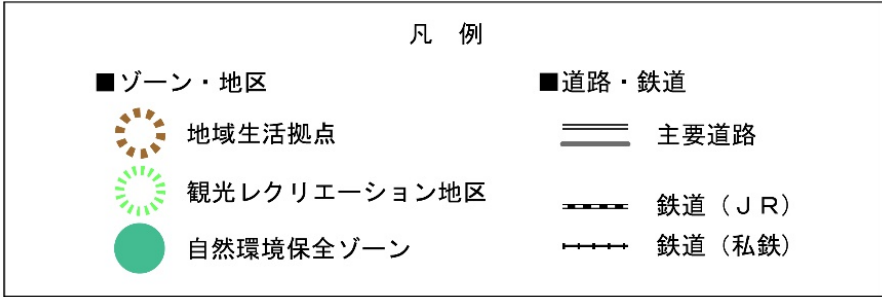 凡 例
■ゾーン・地区
地域生活拠点
観光レクリエーション地区
自然環境保全ゾーン
■道路・鉄道
主要道路
鉄道（ＪＲ）
鉄道（私鉄）